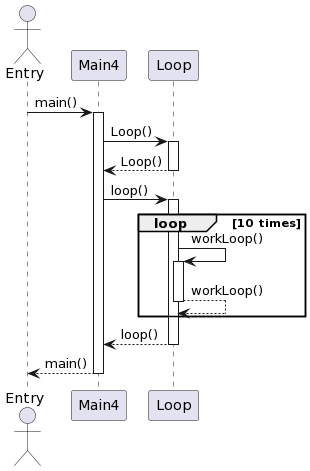 Entry
Main4
Loop
main()
Loop()
Loop()
loop()
loop [10 times]
workLoop()
workLoop()
loop()
main()
Entry
Main4
Loop